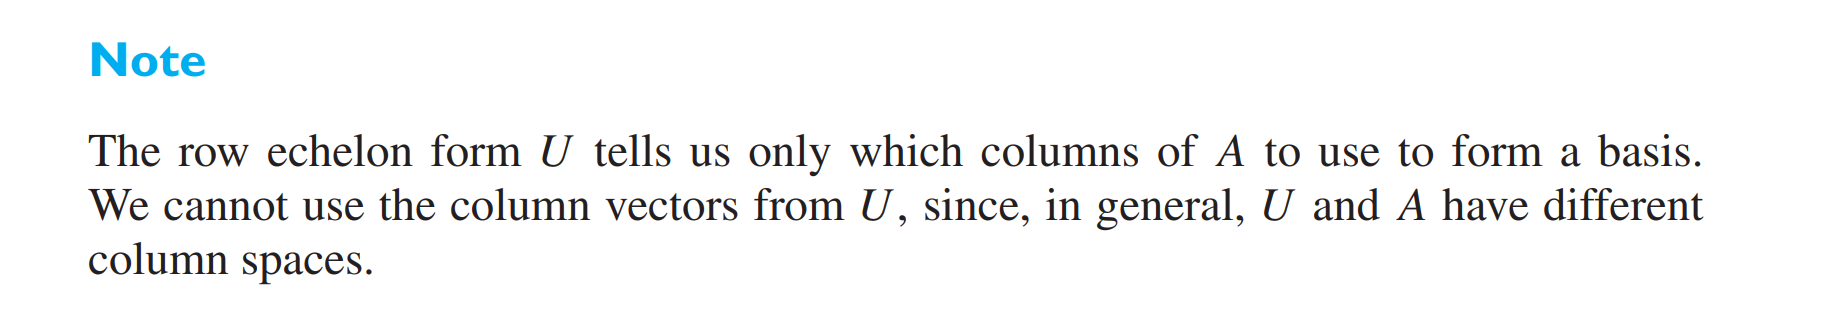 Note
The row echelon form U tells us only which columns of A to use to form a basis.
We cannot use the column vectors from U, since, in general, U and A have different
column spaces.